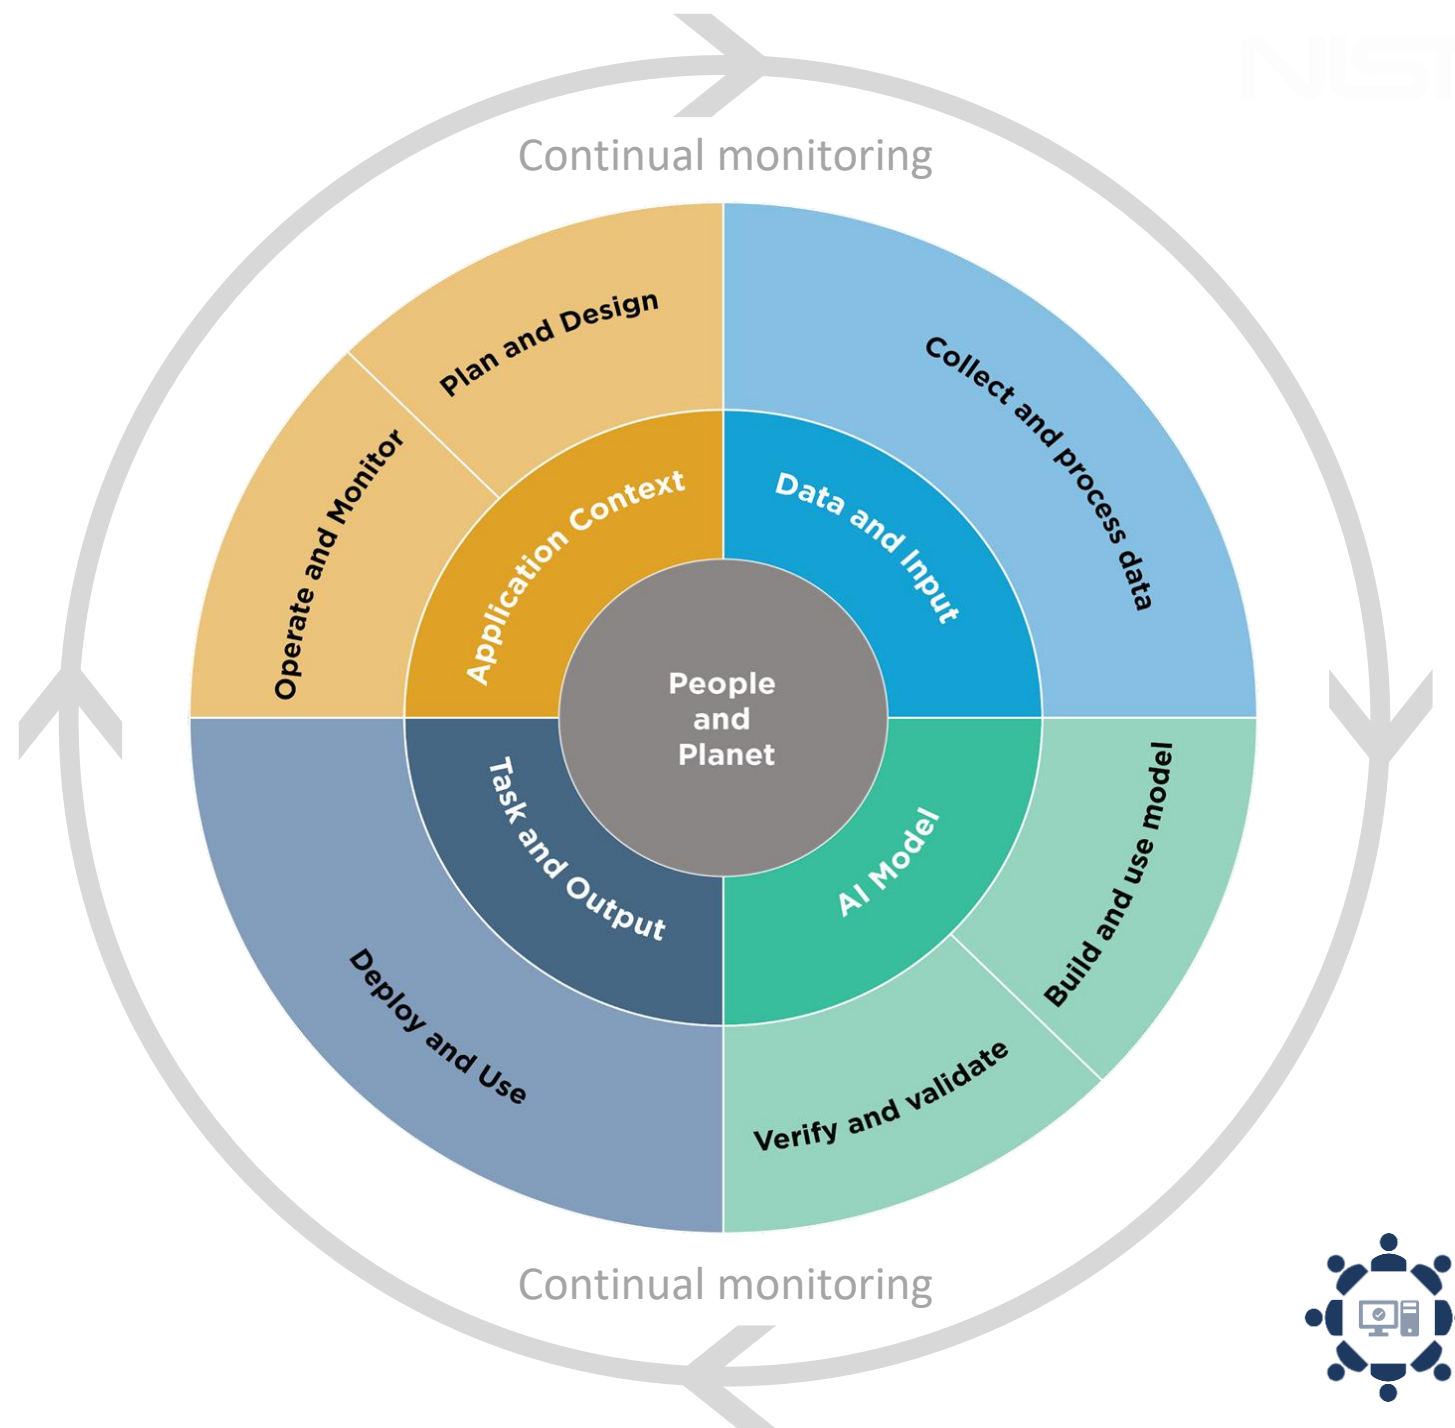 NIST
Continual monitoring
Plan and Design
Collect and process data
Operate and Monitor
Application Context
Data and Input
People
and
Planet
Task and Output
AI Model
Build and use model
Deploy and Use
Verify and validate
Continual monitoring